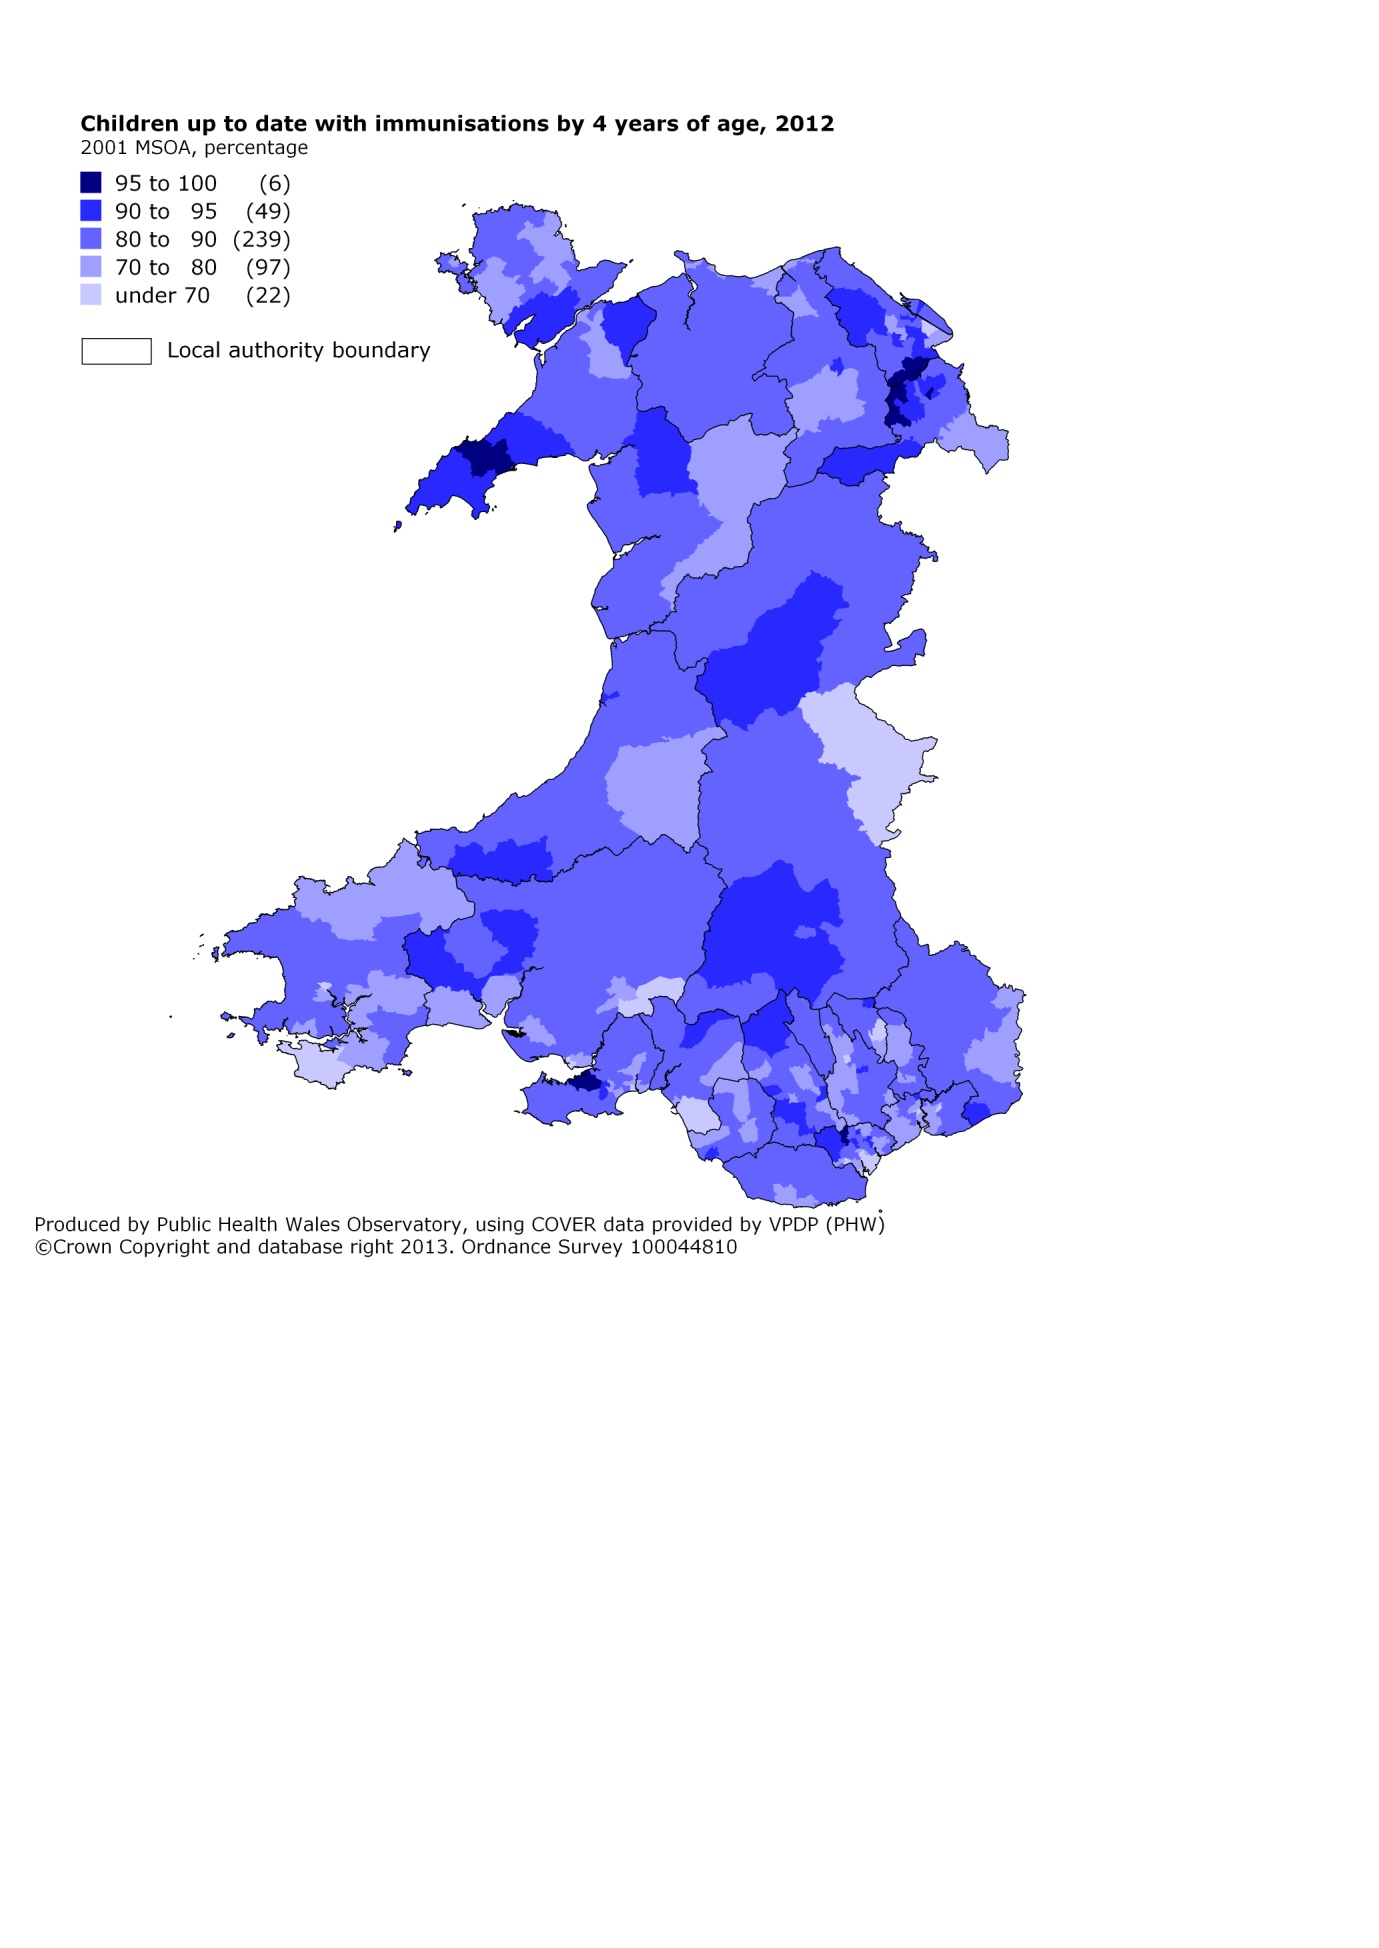 Children up to date with immunisations by 4 years of age, 2012
2001 MSOA, percentage
95 to 100 (6)
90 to 95 (49)
80 to 90 (239)
70 to 80 (97)
under 70 (22)
Local authority boundary
Produced by Public Health Wales Observatory, using COVER data provided by VPDP (PHW)
©Crown Copyright and database right 2013. Ordnance Survey 100044810